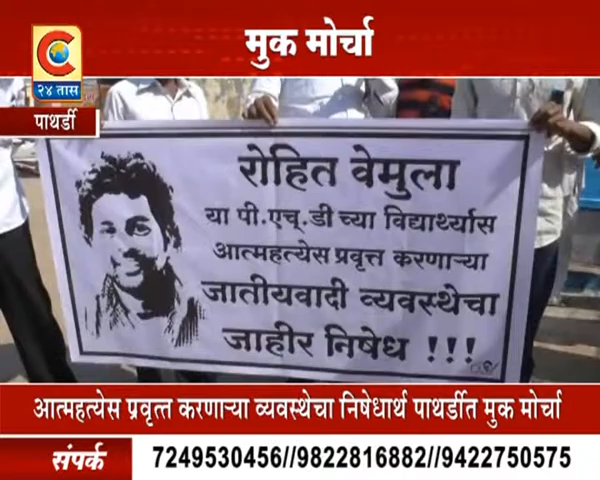 मुक मोर्चा
C
२४ तास
पाथर्डी
रोहित वेमुला
या पी.एच्.डी च्या विद्यार्थ्यास
आत्महत्येस प्रवृत्त करणाऱ्या
जातीयवादी व्यवस्थेचा
जाहीर निषेध !!!
आत्महत्येस प्रवृत्त करणाऱ्या व्यवस्थेचा निषेधार्थ पाथर्डीत मुक मोर्चा
संपर्क
7249530456//9822816882//9422750575